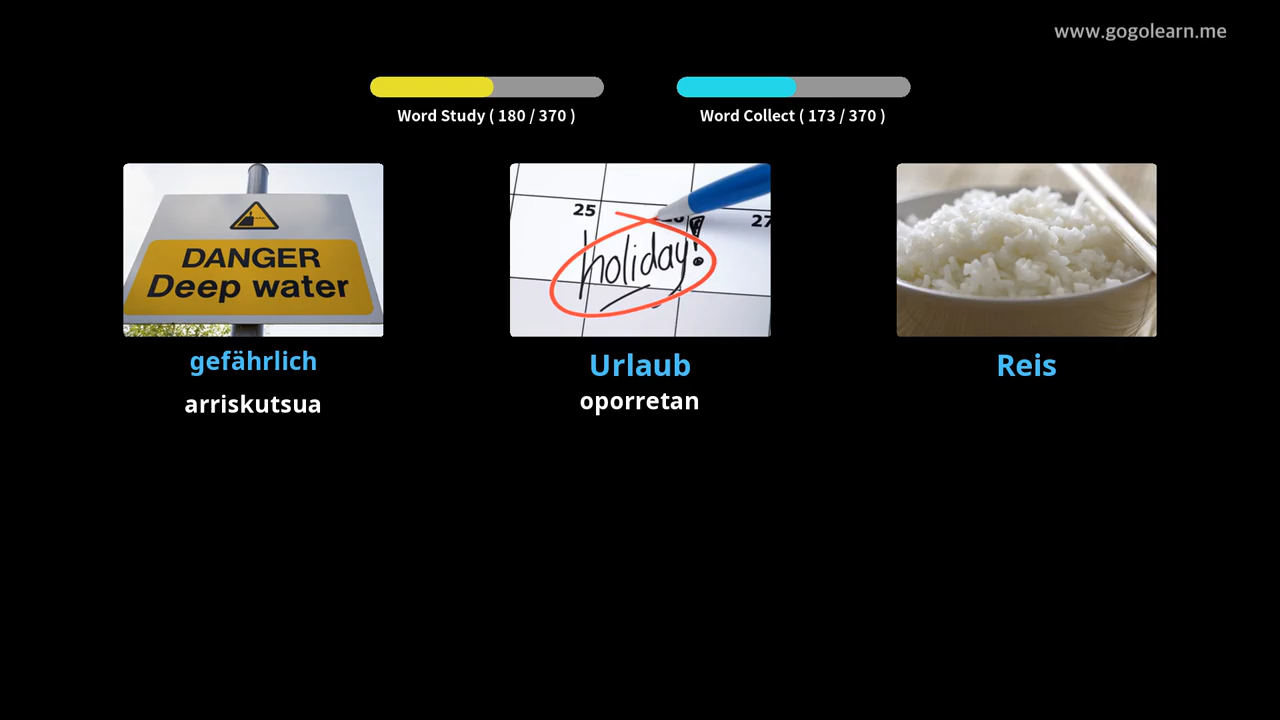 www.gogolearn.me
Word Study ( 180 / 370 )
Word Collect ( 173 / 370 )
DANGER
Deep water
25
27
holiday!
gefährlich
Urlaub
Reis
arriskutsua
oporretan